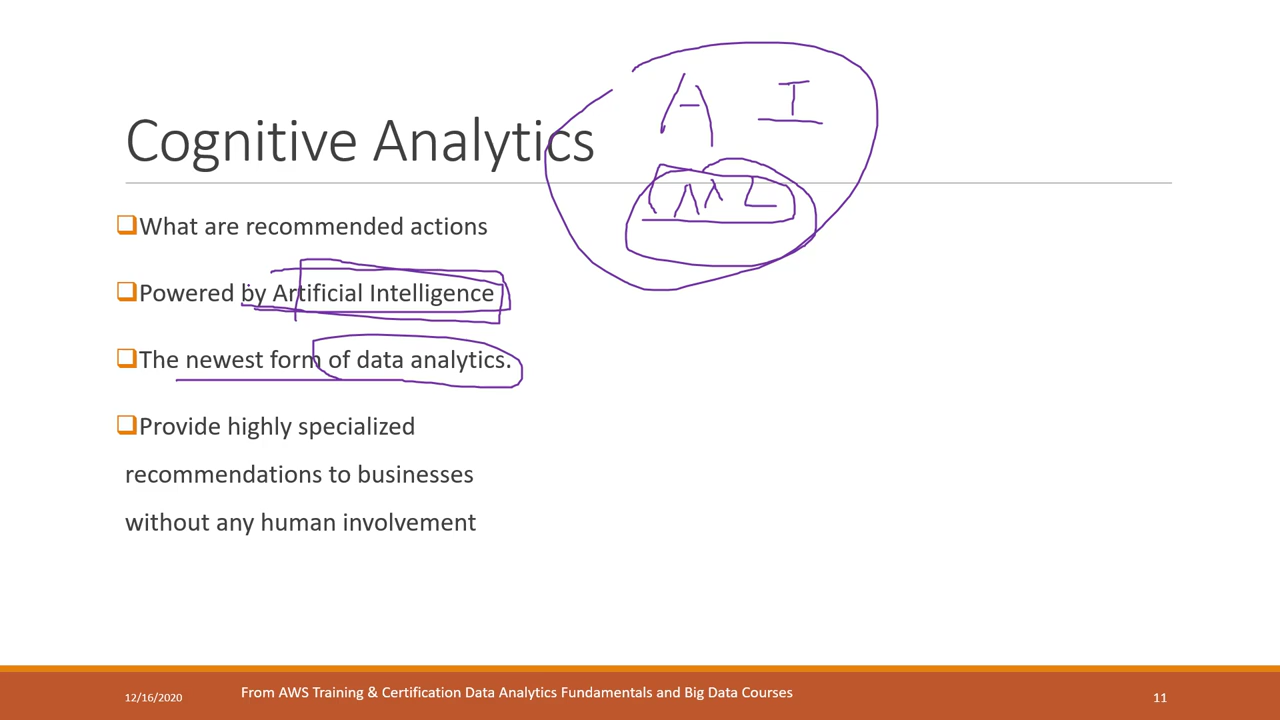 A I
ML
Cognitive Analytics
What are recommended actions
Powered by Artificial Intelligence
The newest form of data analytics.
Provide highly specialized
recommendations to businesses
without any human involvement
12/16/2020
From AWS Training & Certification Data Analytics Fundamentals and Big Data Courses
11